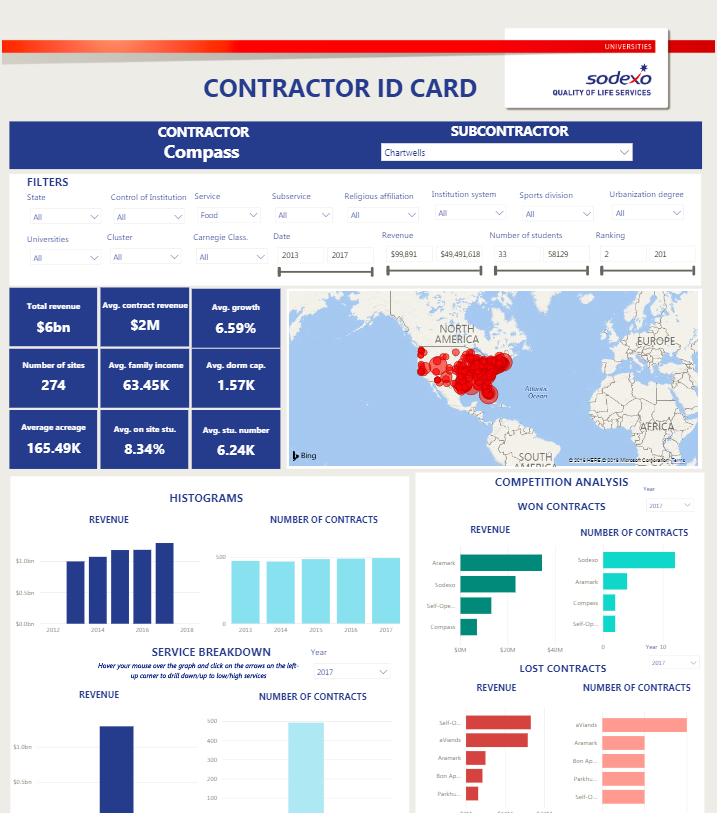 UNIVERSITIES
sodexo
QUALITY OF LIFE SERVICES
CONTRACTOR ID CARD
CONTRACTOR
Compass
SUBCONTRACTOR
Chartwells
FILTERS
State
Control of Institution
Service
Subservice
Religious affiliation
Institution system
Sports division
Urbanization degree
All
All
Food
All
All
All
All
All
Universities
Cluster
Carnegie Class.
Date
Revenue
Number of students
Ranking
All
All
All
2013
2017
$99,891
$49,491,618
33
58129
2
201
Total revenue
$6bn
Avg. contract revenue
$2M
Avg. growth
6.59%
Number of sites
274
Avg. family income
63.45K
Avg. dorm cap.
1.57K
Average acreage
165.49K
Avg. on site stu.
8.34%
Avg. stu. number
6.24K
NORTH
AMERICA
EUROPE
Atlantic
Ocean
AFRICA
SOUTH
AMERICA
Bing
© 2019 HERE © 2019 Microsoft Corporation Terms
HISTOGRAMS
REVENUE
$1.0bn
$0.5bn
$0.0bn
2012
2014
2016
2018
NUMBER OF CONTRACTS
500
0
2013
2014
2015
2016
2017
SERVICE BREAKDOWN
Hover your mouse over the graph and click on the arrows on the left-
up corner to drill down/up to low/high services
Year
2017
REVENUE
$1.0bn
$0.5bn
NUMBER OF CONTRACTS
500
400
300
200
100
COMPETITION ANALYSIS
Year
2017
WON CONTRACTS
REVENUE
Aramark
Sodexo
Self-Ope...
Compass
$0M
$20M
$40M
NUMBER OF CONTRACTS
Sodexo
Aramark
Compass
Self-Op...
0
10
Year
2017
LOST CONTRACTS
REVENUE
Self-O...
aViands
Aramark
Bon Ap...
Parkhu...
NUMBER OF CONTRACTS
aViands
Aramark
Bon Ap...
Parkhu...
Self-O...